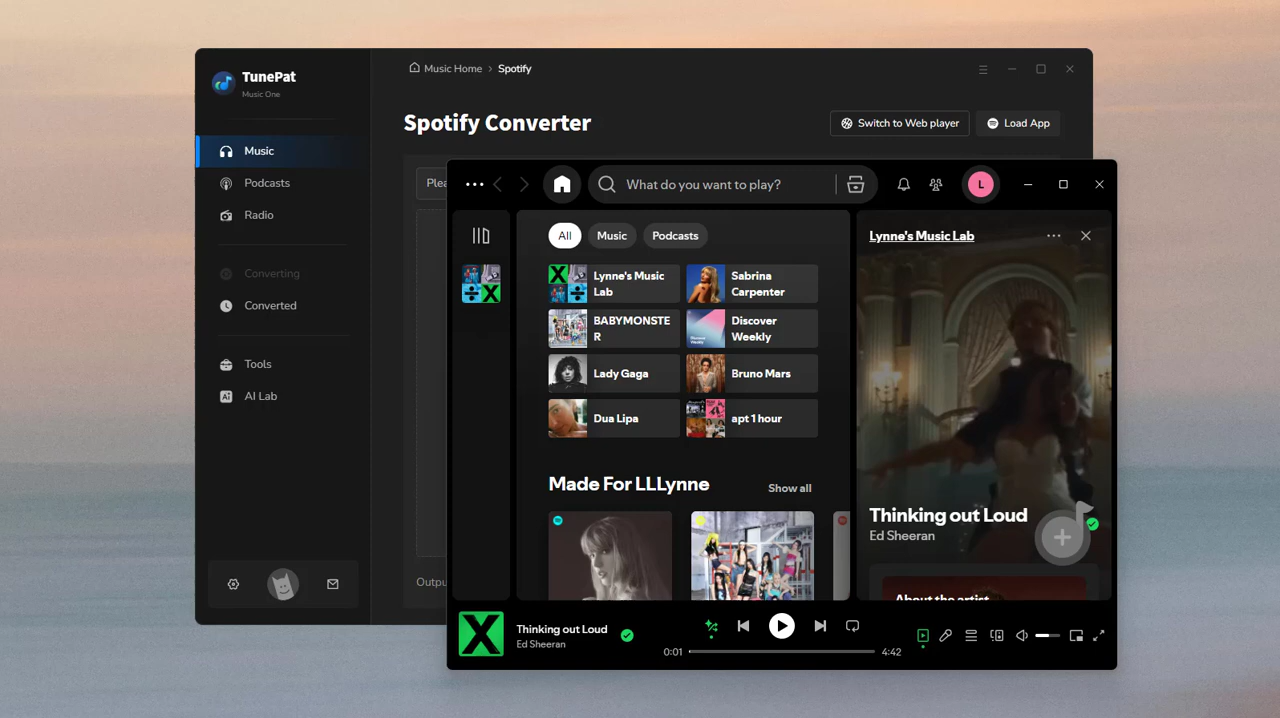 TunePat
Music One
Music
Podcasts
Radio
Converting
Converted
Tools
AI Lab
Music Home > Spotify
Spotify Converter
Switch to Web player
Load App
Plea
Outpu
What do you want to play?
L
All
Music
Podcasts
Lynne's Music
Lab
Sabrina
Carpenter
BABYMONSTE
R
Discover
Weekly
Lady Gaga
Bruno Mars
Dua Lipa
apt 1 hour
Made For LLLynne
Show all
Lynne's Music Lab
Thinking out Loud
Ed Sheeran
About the artist
Thinking out Loud
Ed Sheeran
0:01
4:42